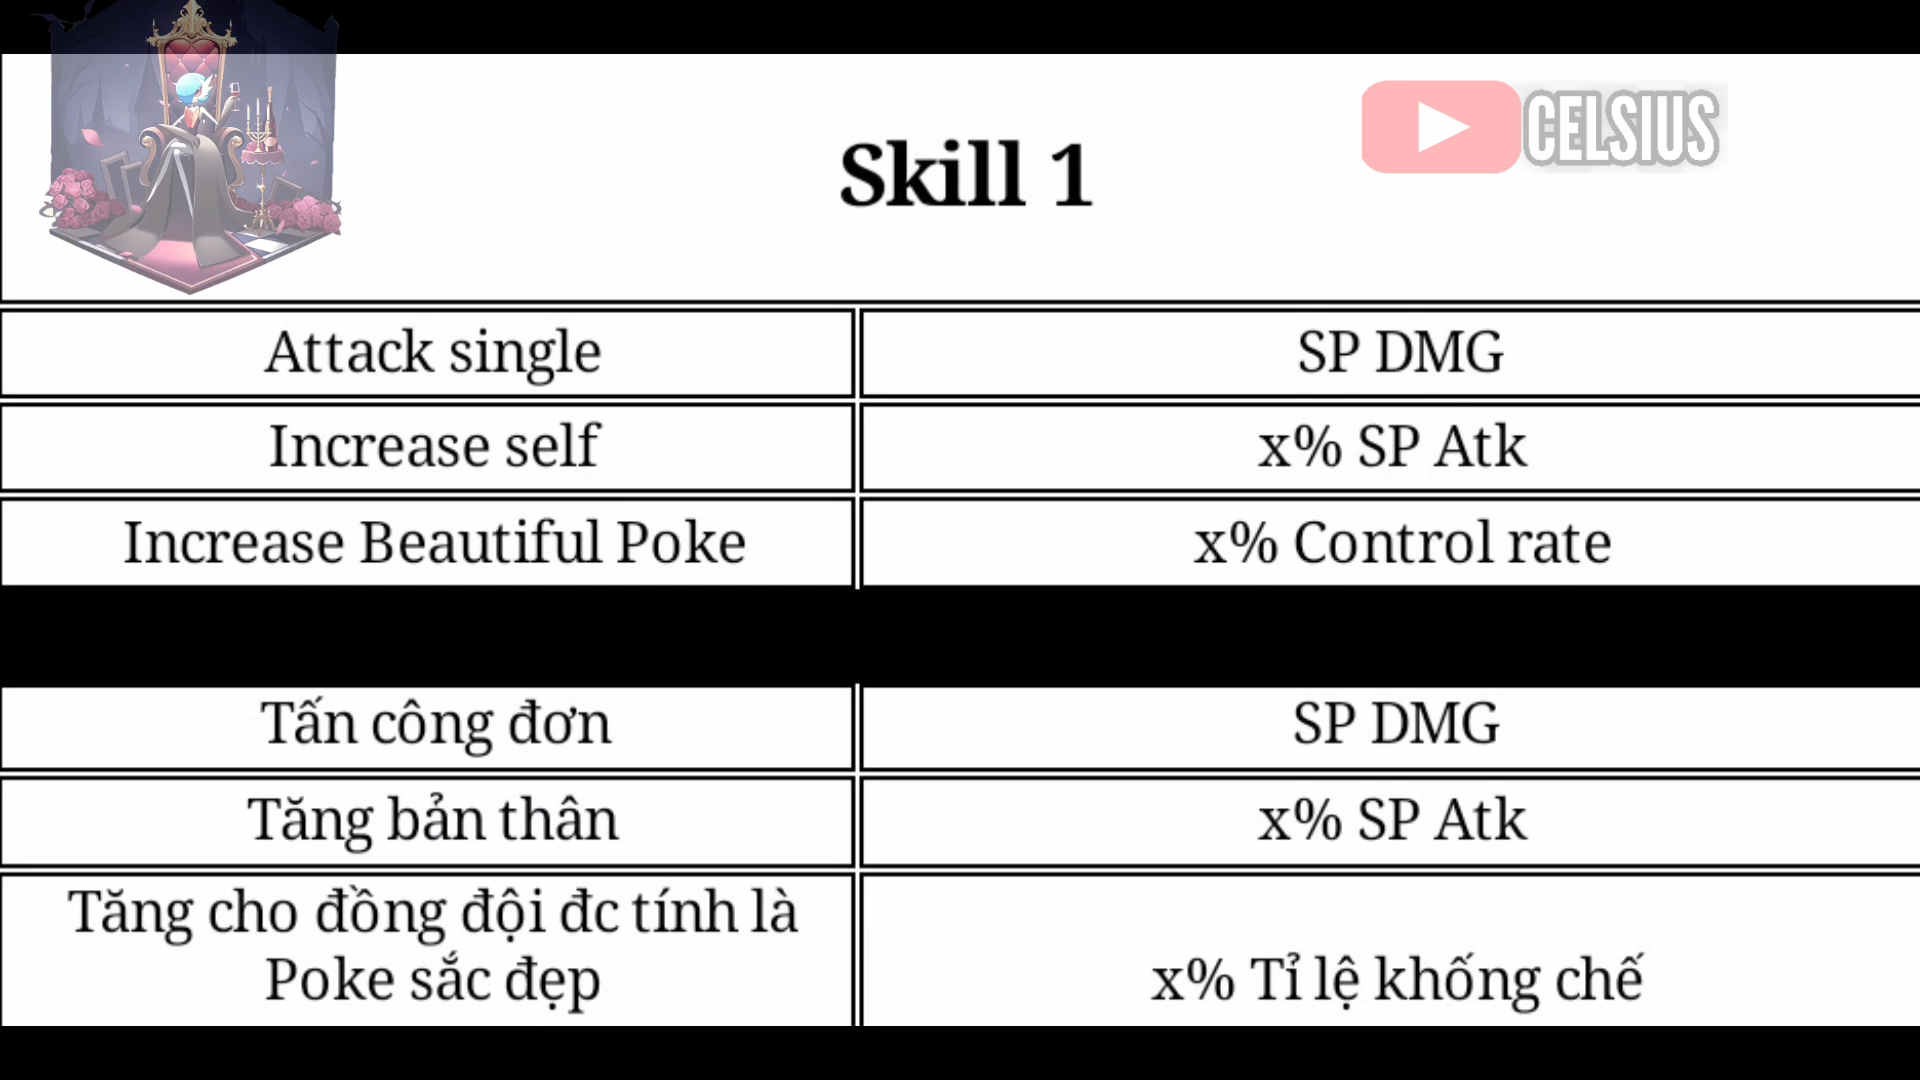 CELSIUS
Skill 1
Attack single SP DMG
Increase self x% SP Atk
Increase Beautiful Poke x% Control rate
Tấn công đơn SP DMG
Tăng bản thân x% SP Atk
Tăng cho đồng đội đc tính là
Poke sắc đẹp x% Tỉ lệ khống chế